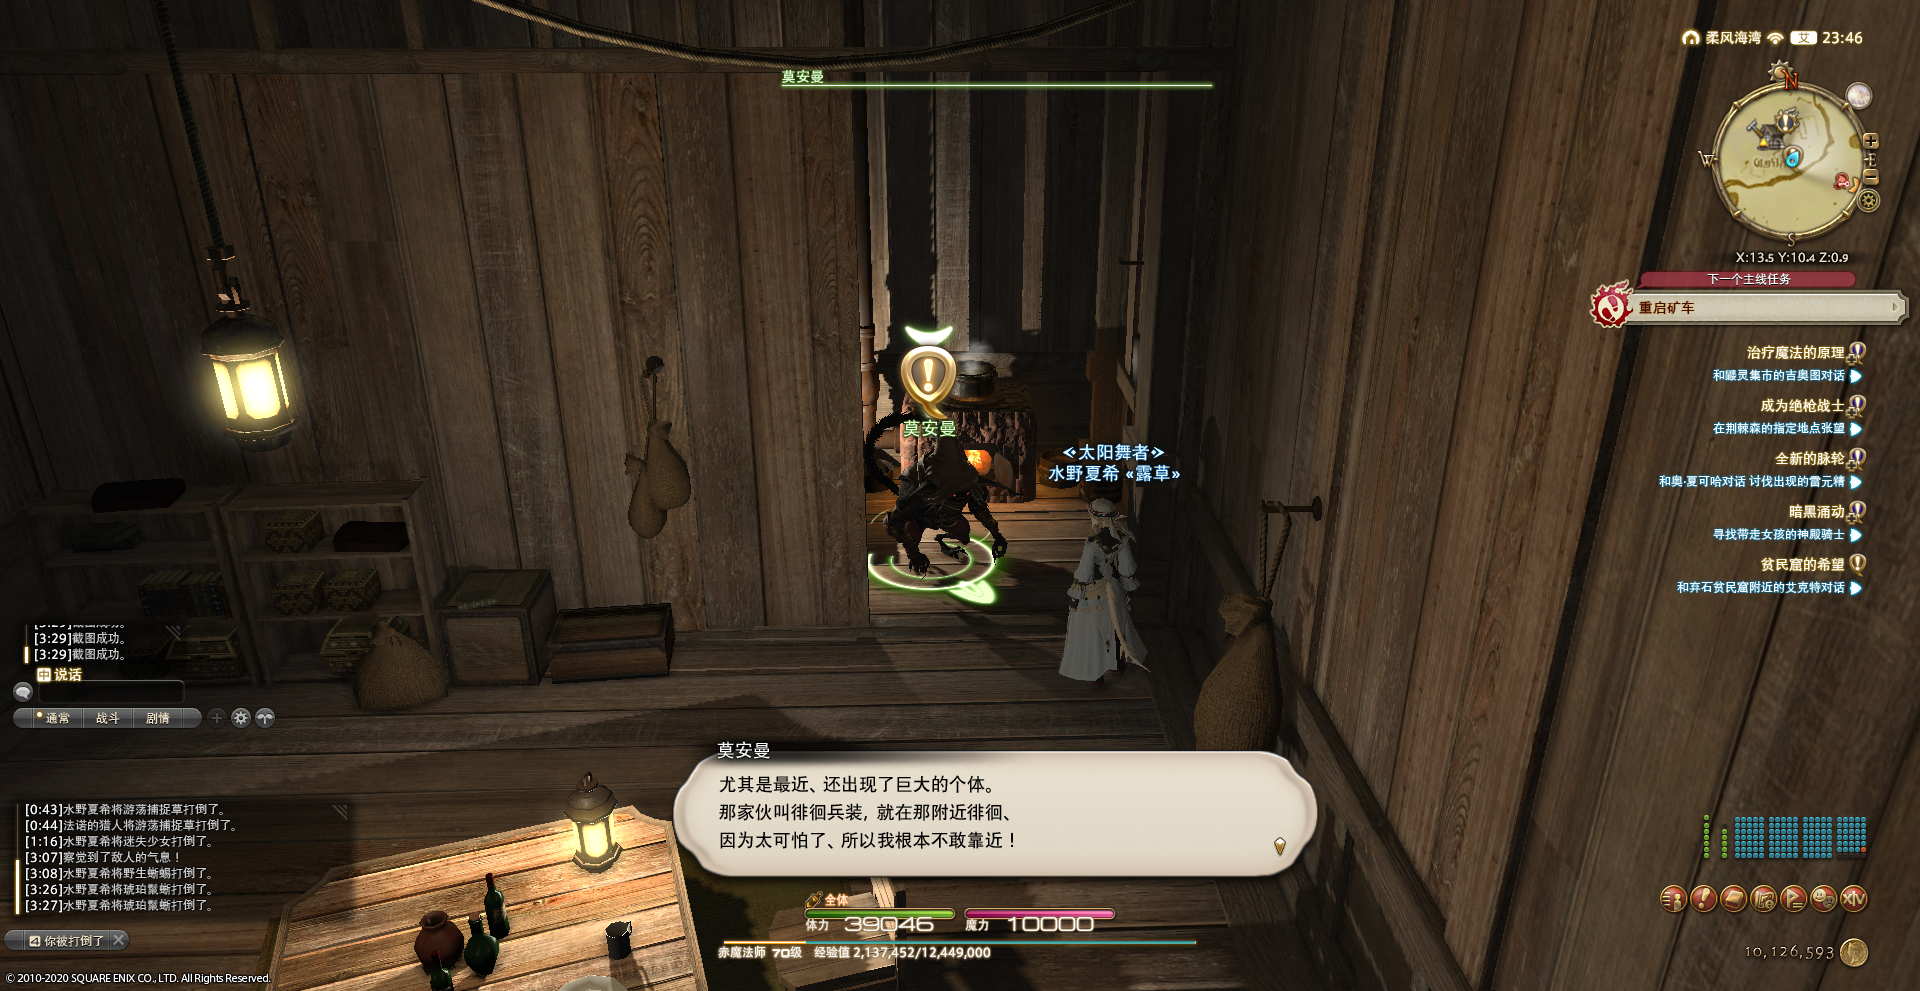 莫安曼
柔风海湾 艾 23:46
N
W
E
S
X:13.5 Y:10.4 Z:0.9
下一个主线任务
重启矿车
治疗魔法的原理
和鼹灵集市的吉奥图对话
成为绝枪战士
在荆棘森的指定地点张望
全新的脉轮
和奥·夏可哈对话 讨伐出现的雷元精
暗黑涌动
寻找带走女孩的神殿骑士
贫民窟的希望
和弃石贫民窟附近的艾克特对话
莫安曼
太阳舞者
水野夏希 «露草»
[3:29]截图成功。
[3:29]截图成功。
[3:29]截图成功。
说话
通常 战斗 剧情
莫安曼
尤其是最近、还出现了巨大的个体。
那家伙叫徘徊兵装，就在那附近徘徊、
因为太可怕了、所以我根本不敢靠近！
[0:43]水野夏希将游荡捕捉草打倒了。
[0:44]法诺的猎人将游荡捕捉草打倒了。
[1:16]水野夏希将迷失少女打倒了。
[3:07]察觉到了敌人的气息！
[3:08]水野夏希将野生蜥蜴打倒了。
[3:26]水野夏希将琥珀鬣蜥打倒了。
[3:27]水野夏希将琥珀鬣蜥打倒了。
4 你被打倒了
全体
体力 39046 魔力 10000
赤魔法师 70级 经验值 2,137,452/12,449,000
XIV
10,126,593
© 2010-2020 SQUARE ENIX CO., LTD. All Rights Reserved.